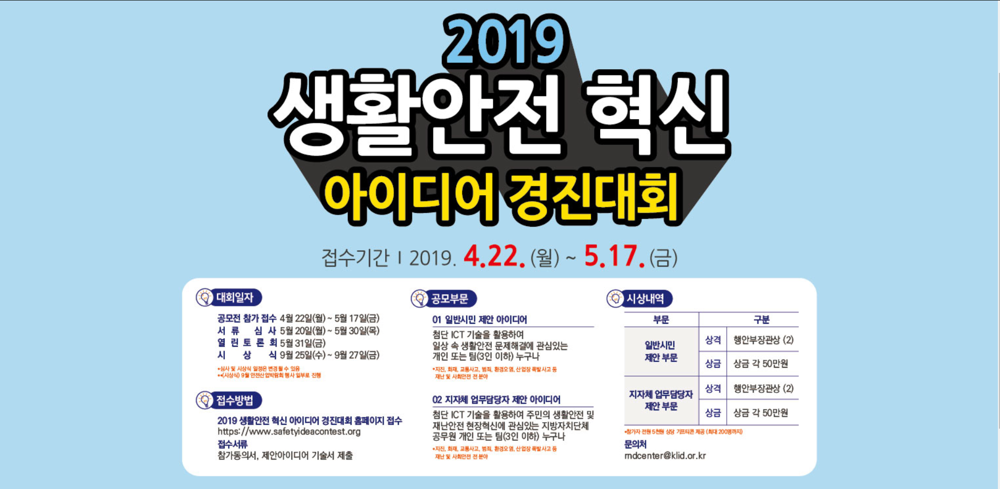 2019
생활안전 혁신
아이디어 경진대회
접수기간 I 2019. 4.22. (월) ~ 5.17. (금)
대회일자
공모전 참가 접수 4월 22일(월) ~ 5월 17일(금)
서 류 심 사 5월 20일(월) ~ 5월 30일(목)
열 린 토 론 회 5월 31일(금)
시 상 식 9월 25일(수) ~ 9월 27일(금)
*심사 및 시상식 일정은 변경 될 수 있음
**(시상식) 9월 안전산업박람회 행사 일부로 진행
접수방법
2019 생활안전 혁신 아이디어 경진대회 홈페이지 접수
https://www.safetyideacontest.org
접수서류
참가동의서, 제안아이디어 기술서 제출
공모부문
01 일반시민 제안 아이디어
첨단 ICT 기술을 활용하여
일상 속 생활안전 문제해결에 관심있는
개인 또는 팀(3인 이하) 누구나
*지진, 화재, 교통사고, 범죄, 환경오염, 산업장 폭발사고 등
재난 및 사회안전 전 분야
02 지자체 업무담당자 제안 아이디어
첨단 ICT 기술을 활용하여 주민의 생활안전 및
재난안전 현장혁신에 관심있는 지방자치단체
공무원 개인 또는 팀(3인 이하) 누구나
*지진, 화재, 교통사고, 범죄, 환경오염, 산업장 폭발사고 등
재난 및 사회안전 전 분야
시상내역
부문 구분
일반시민
제안 부문
상격 행안부장관상 (2)
상금 상금 각 50만원
지자체 업무담당자
제안 부문
상격 행안부장관상 (2)
상금 상금 각 50만원
*참가자 전원 5천원 상당 기프티콘 제공 (최대 200명까지)
문의처
rndcenter@klid.or.kr